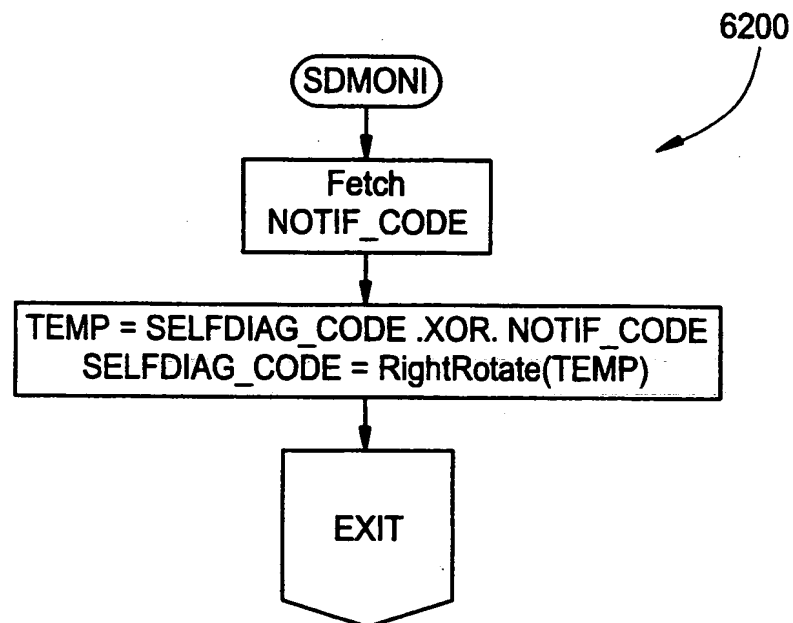 6200
SDMONI
Fetch
NOTIF_CODE
TEMP = SELFDIAG_CODE .XOR. NOTIF_CODE
SELFDIAG_CODE = RightRotate(TEMP)
EXIT